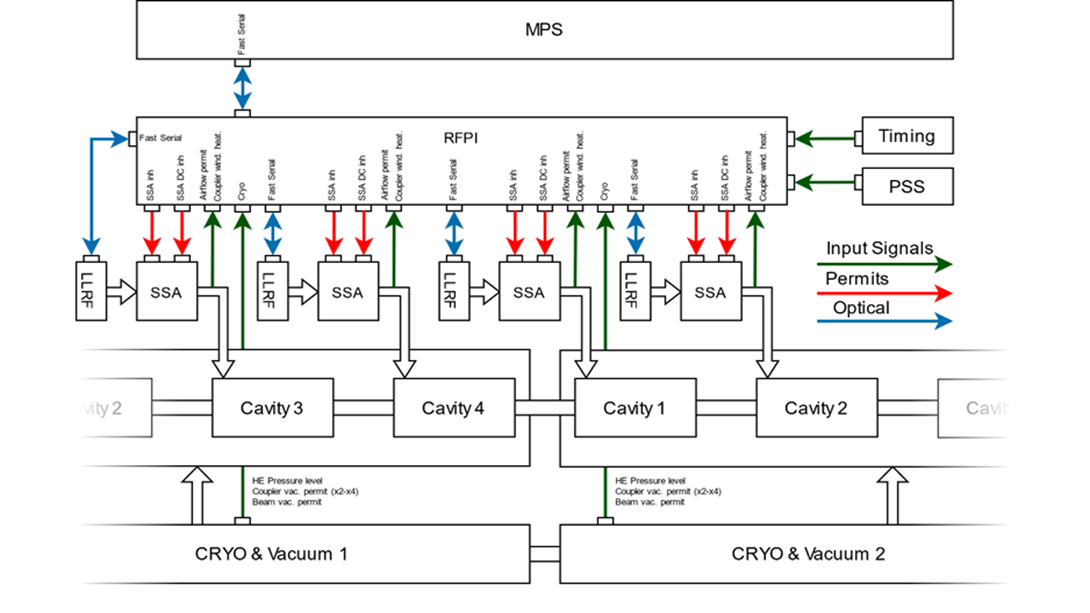 MPS
Fast Serial
Fast Serial
RFPI
Timing
PSS
SSA inh
SSA DC inh
Airflow permit
Coupler wind. heat.
Cryo
Fast Serial
SSA inh
SSA DC inh
Airflow permit
Coupler wind. heat.
Fast Serial
SSA inh
SSA DC inh
Airflow permit
Coupler wind. heat.
Cryo
Fast Serial
SSA inh
SSA DC inh
Airflow permit
Coupler wind. heat.
Input Signals
Permits
Optical
LLRF
SSA
LLRF
SSA
LLRF
SSA
LLRF
SSA
vity 2
Cavity 3
Cavity 4
Cavity 1
Cavity 2
Cavit
HE Pressure level
Coupler vac. permit (x2-x4)
Beam vac. permit
HE Pressure level
Coupler vac. permit (x2-x4)
Beam vac. permit
CRYO & Vacuum 1
CRYO & Vacuum 2